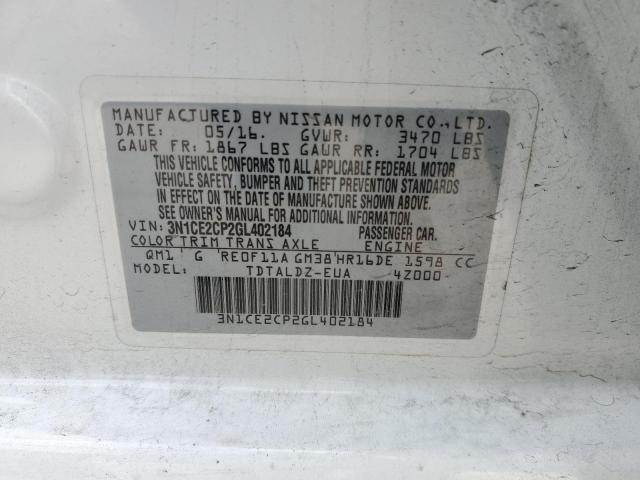 MANUFACTURED BY NISSAN MOTOR CO.,LTD.
DATE: 05/16. GVWR: 3470 LBS
GAWR FR: 1867 LBS GAWR RR: 1704 LBS
THIS VEHICLE CONFORMS TO ALL APPLICABLE FEDERAL MOTOR
VEHICLE SAFETY, BUMPER AND THEFT PREVENTION STANDARDS
IN EFFECT ON THE DATE OF MANUFACTURE SHOWN ABOVE.
SEE OWNER'S MANUAL FOR ADDITIONAL INFORMATION.
VIN: 3N1CE2CP2GL402184 PASSENGER CAR.
COLOR TRIM TRANS AXLE ENGINE
QM1 ' G ' RE0F11A GM38 HR16DE 1598 CC
MODEL: TDTALDZ-EUA 4Z000
3N1CE2CP2GL402184